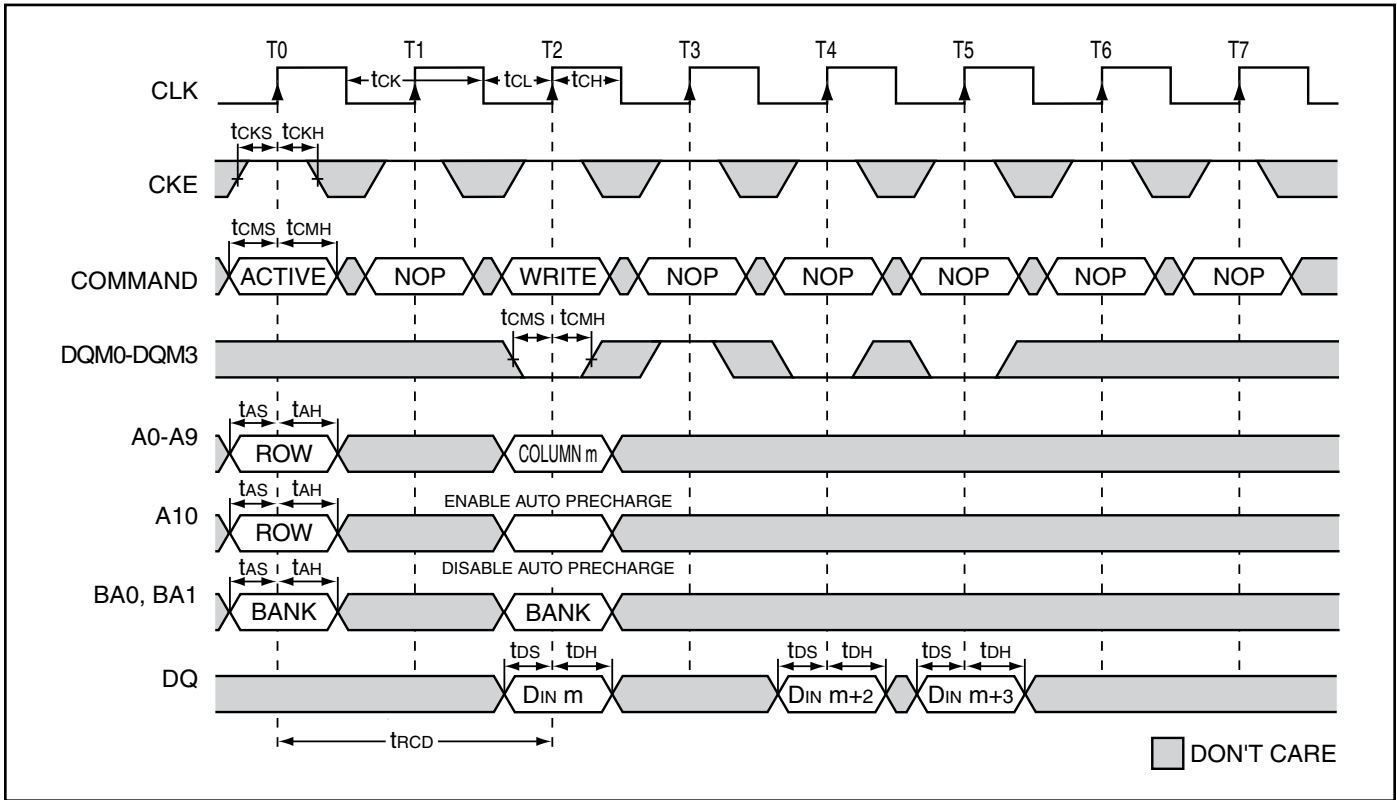 T0 T1 T2 T3 T4 T5 T6 T7
CLK tCK tCL tCH
tCKS tCKH
CKE
tCMS tCMH
COMMAND ACTIVE NOP WRITE NOP NOP NOP NOP NOP
tCMS tCMH
DQM0-DQM3
tAS tAH
A0-A9 ROW COLUMN m
tAS tAH ENABLE AUTO PRECHARGE
A10 ROW
tAS tAH DISABLE AUTO PRECHARGE
BA0, BA1 BANK BANK
tDS tDH tDS tDH tDS tDH
DQ DIN m DIN m+2 DIN m+3
tRCD
DON'T CARE